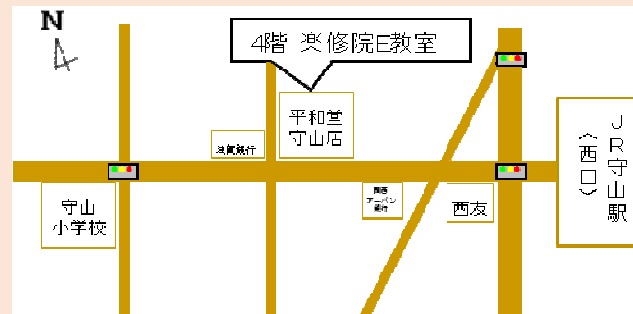 N
4階 楽修院E教室
平和堂
守山店
滋賀銀行
関西
アーバン
銀行
守山
小学校
西友
JR守山駅
〈西口〉